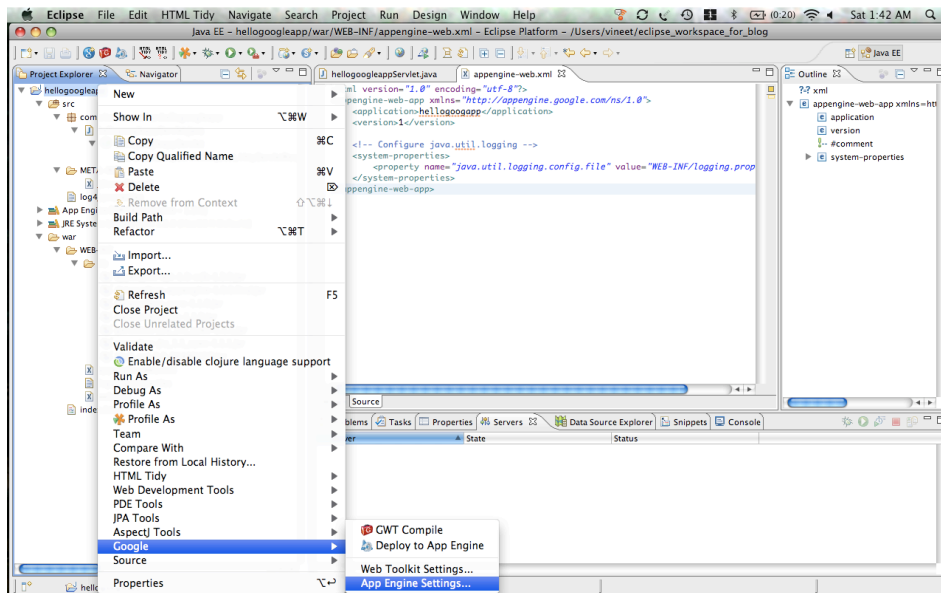 Eclipse File Edit HTML Tidy Navigate Search Project Run Design Window Help (0:20) Sat 1:42 AM
Java EE – hellogoogleapp/war/WEB-INF/appengine-web.xml – Eclipse Platform – /Users/vineet/eclipse_workspace_for_blog
Java EE
Project Explorer Navigator
hellogooglea
src
com
META
log4
App Engi
JRE Syste
war
WEB-
inde
New
Show In ⌥⌘W
Copy ⌘C
Copy Qualified Name
Paste ⌘V
Delete ⌦
Remove from Context ⇧⌥⌘↓
Build Path
Refactor ⌥⌘T
Import...
Export...
Refresh F5
Close Project
Close Unrelated Projects
Validate
Enable/disable clojure language support
Run As
Debug As
Profile As
Profile As
Team
Compare With
Restore from Local History...
HTML Tidy
Web Development Tools
PDE Tools
JPA Tools
AspectJ Tools
Google
Source
Properties ⌥↩
GWT Compile
Deploy to App Engine
Web Toolkit Settings...
App Engine Settings...
hellogoogleappServlet.java appengine-web.xml
ml version="1.0" encoding="utf-8"?>
ppengine-web-app xmlns="http://appengine.google.com/ns/1.0">
<application>hellogoogapp</application>
<version>1</version>
<!-- Configure java.util.logging -->
<system-properties>
<property name="java.util.logging.config.file" value="WEB-INF/logging.prop
</system-properties>
appengine-web-app>
Source
Outline
?-? xml
appengine-web-app xmlns=htt
application
version
#comment
system-properties
blems Tasks Properties Servers Data Source Explorer Snippets Console
ver State Status
hello